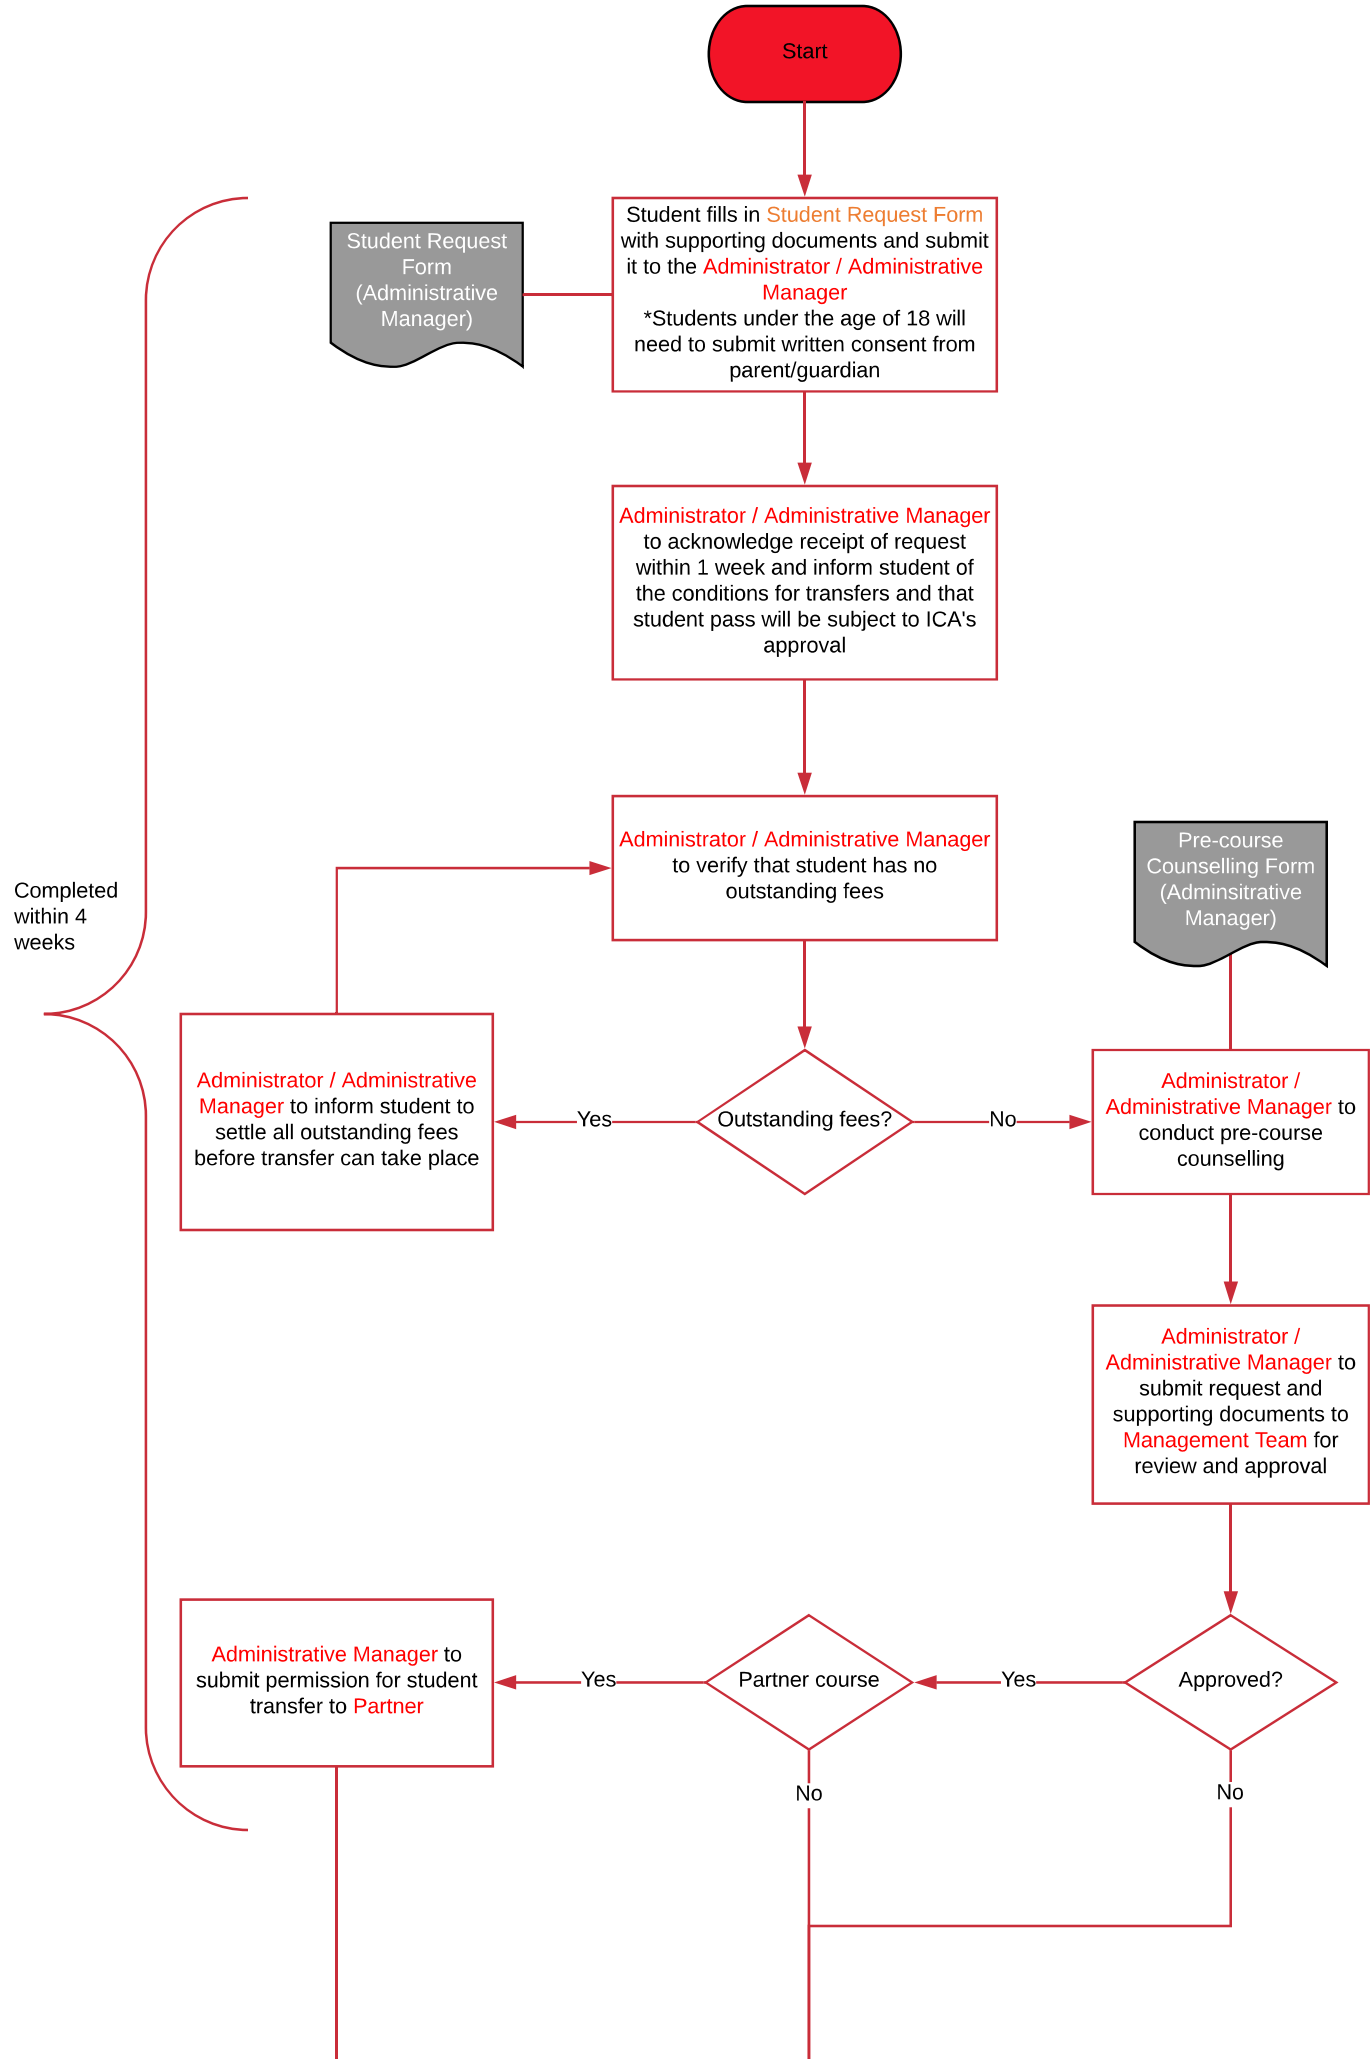 Start
Student Request
Form
(Administrative
Manager)
Student fills in Student Request Form
with supporting documents and submit
it to the Administrator / Administrative
Manager
*Students under the age of 18 will
need to submit written consent from
parent/guardian
Administrator / Administrative Manager
to acknowledge receipt of request
within 1 week and inform student of
the conditions for transfers and that
student pass will be subject to ICA's
approval
Administrator / Administrative Manager
to verify that student has no
outstanding fees
Pre-course
Counselling Form
(Adminsitrative
Manager)
Completed
within 4
weeks
Administrator / Administrative
Manager to inform student to
settle all outstanding fees
before transfer can take place
Yes
Outstanding fees?
No
Administrator /
Administrative Manager to
conduct pre-course
counselling
Administrator /
Administrative Manager to
submit request and
supporting documents to
Management Team for
review and approval
Administrative Manager to
submit permission for student
transfer to Partner
Yes
Partner course
Yes
Approved?
No
No